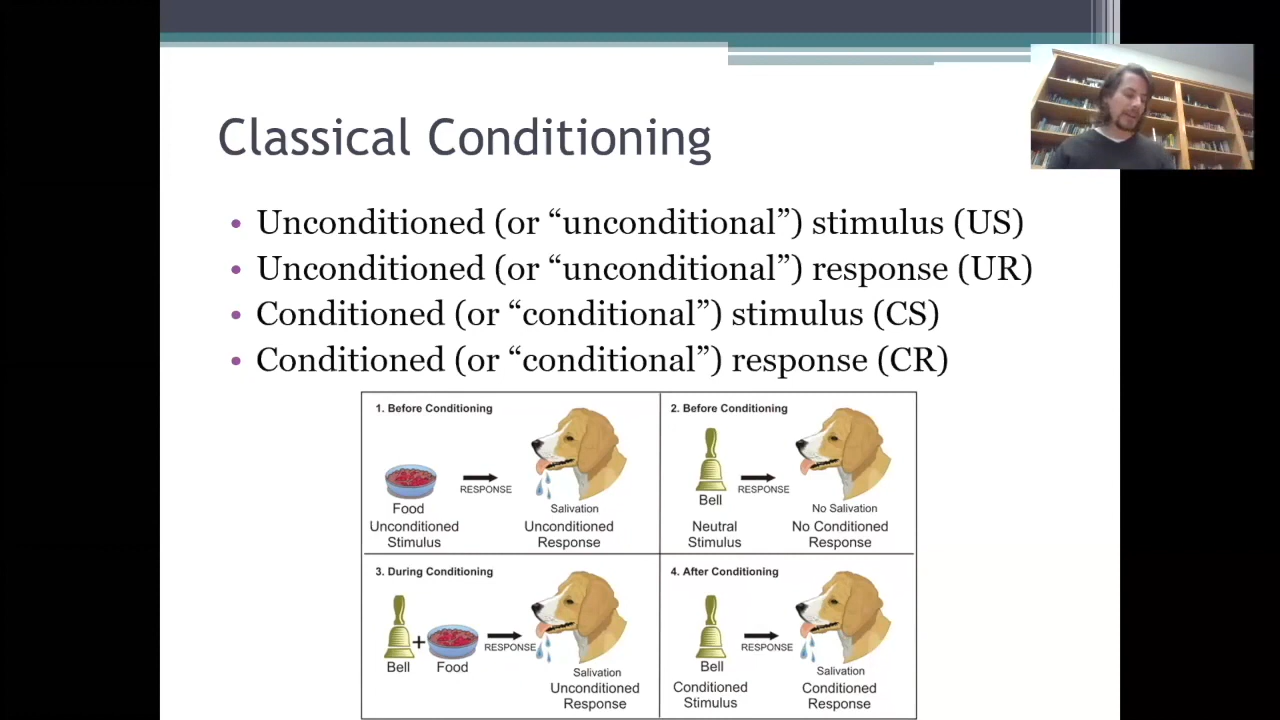 Classical Conditioning
• Unconditioned (or “unconditional”) stimulus (US)
• Unconditioned (or “unconditional”) response (UR)
• Conditioned (or “conditional”) stimulus (CS)
• Conditioned (or “conditional”) response (CR)
1. Before Conditioning
RESPONSE
Food
Salivation
Unconditioned
Stimulus
Unconditioned
Response
2. Before Conditioning
RESPONSE
Bell
No Salivation
Neutral
Stimulus
No Conditioned
Response
3. During Conditioning
+
RESPONSE
Bell
Food
Salivation
Unconditioned
Response
4. After Conditioning
RESPONSE
Bell
Salivation
Conditioned
Stimulus
Conditioned
Response